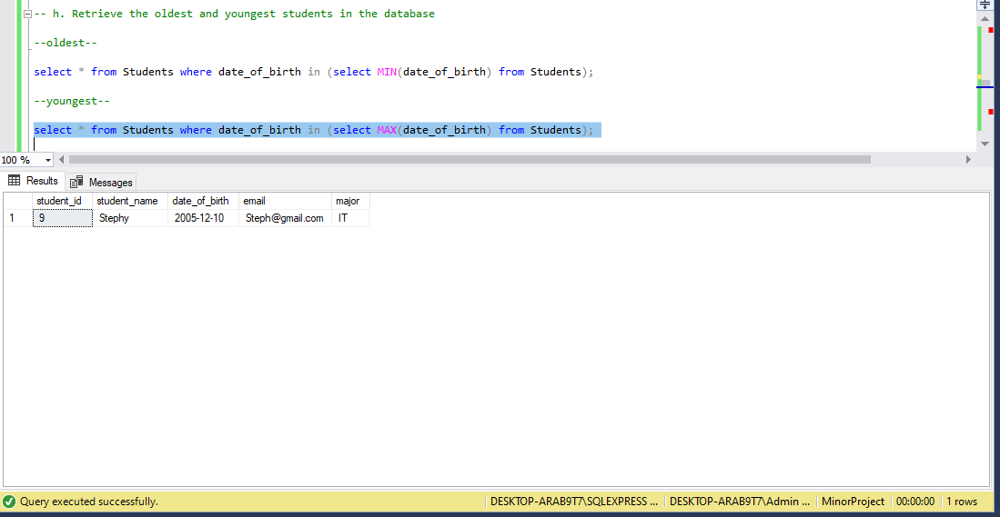 -- h. Retrieve the oldest and youngest students in the database
--oldest--
select * from Students where date_of_birth in (select MIN(date_of_birth) from Students);
--youngest--
select * from Students where date_of_birth in (select MAX(date_of_birth) from Students);
100 %
Results Messages
student_id student_name date_of_birth email major
1 9 Stephy 2005-12-10 Steph@gmail.com IT
Query executed successfully. DESKTOP-ARAB9T7\SQLEXPRESS ... DESKTOP-ARAB9T7\Admin ... MinorProject 00:00:00 1 rows